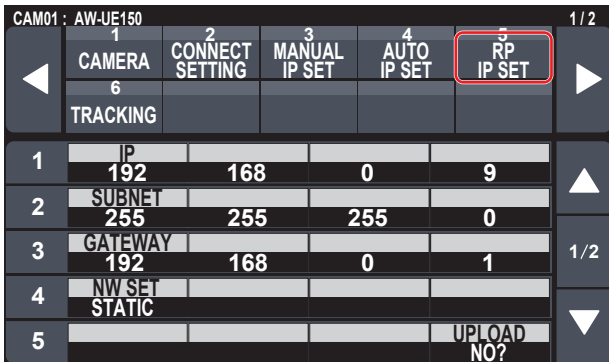 CAM01 : AW-UE150 1 / 2
1 2 3 4 5
CAMERA CONNECT SETTING MANUAL IP SET AUTO IP SET RP IP SET
6
TRACKING
1 IP
192 168 0 9
2 SUBNET
255 255 255 0
1/2
3 GATEWAY
192 168 0 1
4 NW SET
STATIC
5 UPLOAD
NO?